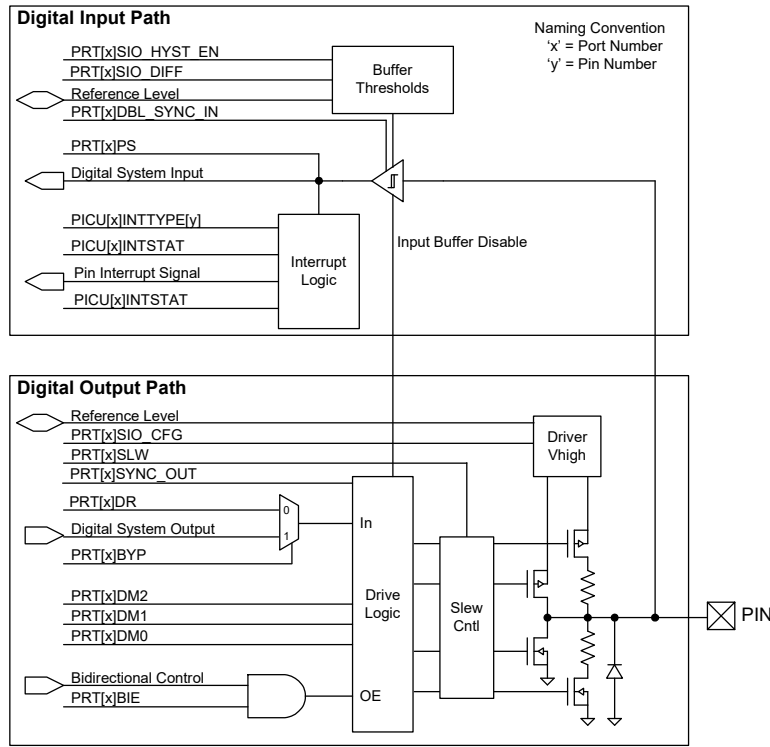 Digital Input Path
Naming Convention
'x' = Port Number
'y' = Pin Number
PRT[x]SIO_HYST_EN
PRT[x]SIO_DIFF
Reference Level
PRT[x]DBL_SYNC_IN
Buffer
Thresholds
PRT[x]PS
Digital System Input
PICU[x]INTTYPE[y]
PICU[x]INTSTAT
Pin Interrupt Signal
PICU[x]INTSTAT
Interrupt
Logic
Input Buffer Disable
Digital Output Path
Reference Level
PRT[x]SIO_CFG
PRT[x]SLW
PRT[x]SYNC_OUT
Driver
Vhigh
PRT[x]DR
Digital System Output
PRT[x]BYP
0
1
In
PRT[x]DM2
PRT[x]DM1
PRT[x]DM0
Drive
Logic
Slew
Cntl
PIN
Bidirectional Control
PRT[x]BIE
OE